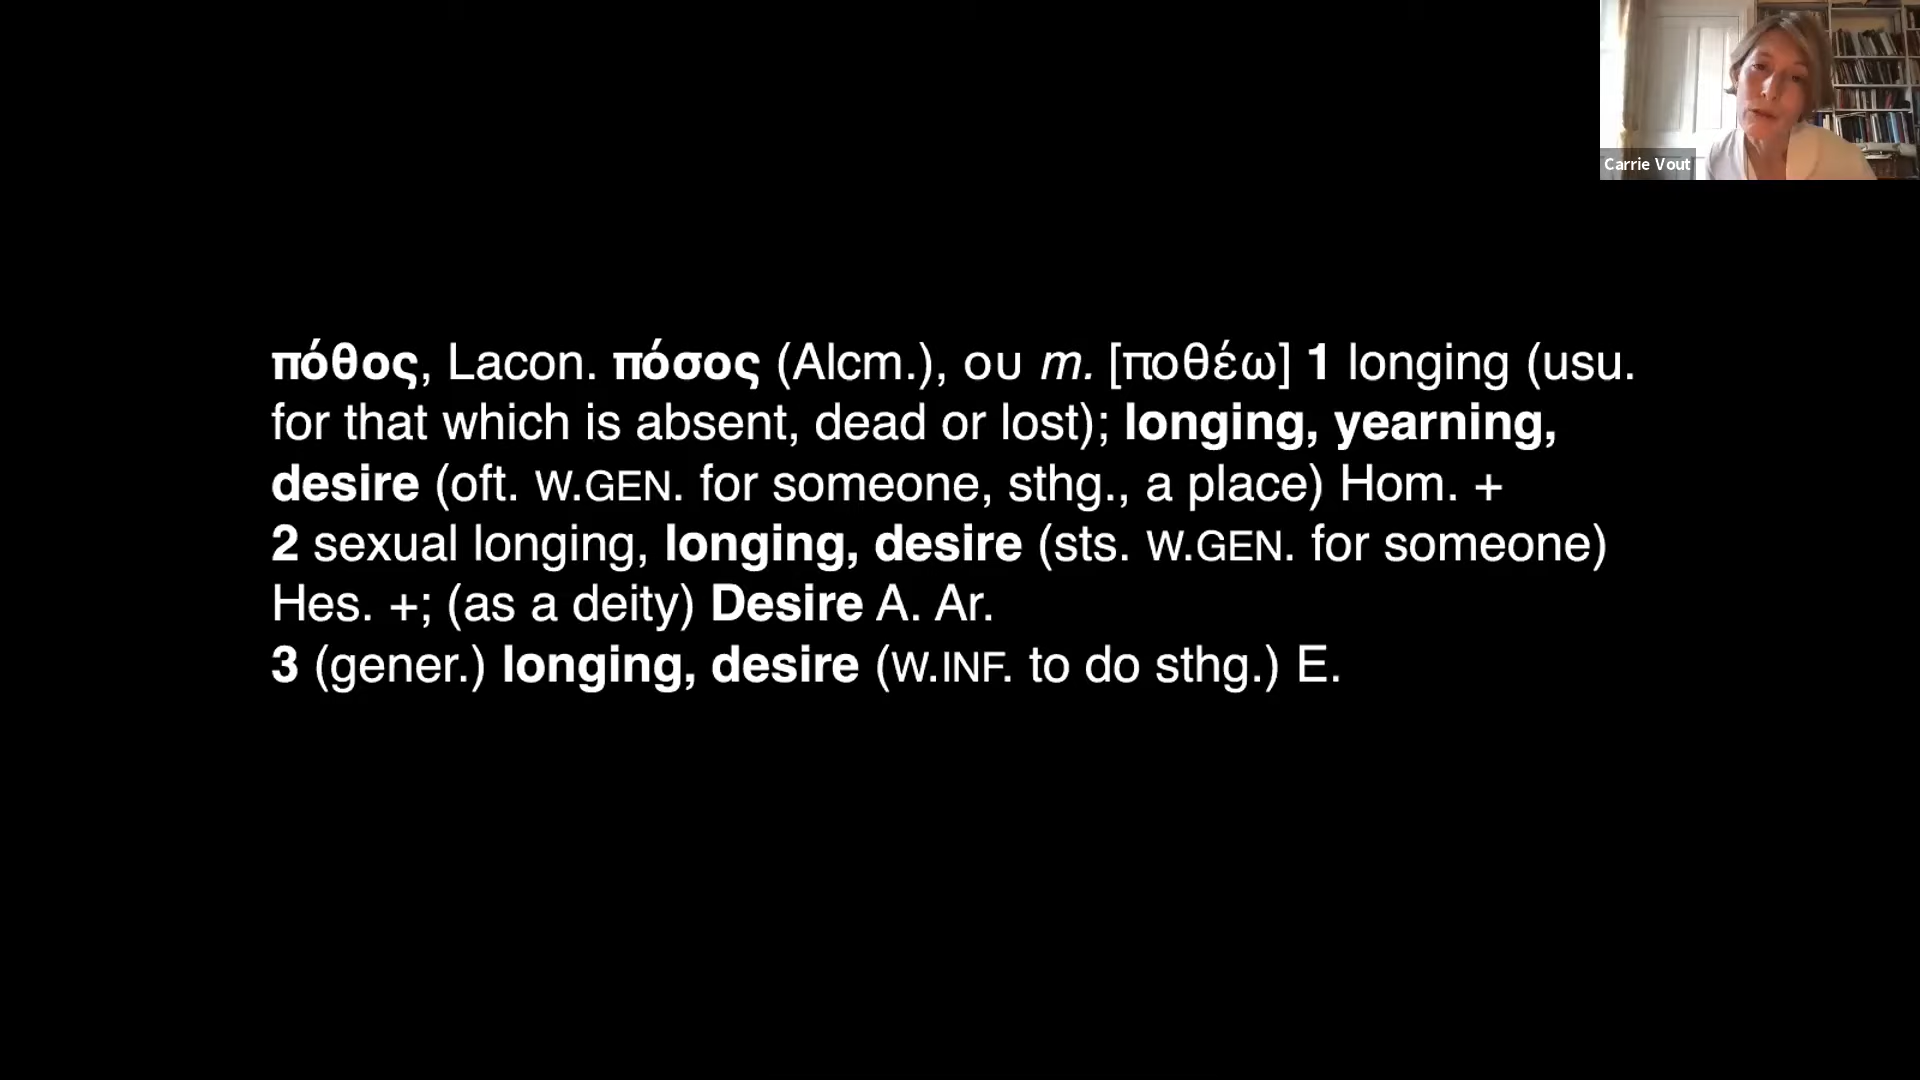 πόθος, Lacon. πόσος (Alcm.), ου m. [ποθέω] 1 longing (usu.
for that which is absent, dead or lost); longing, yearning,
desire (oft. W.GEN. for someone, sthg., a place) Hom. +
2 sexual longing, longing, desire (sts. W.GEN. for someone)
Hes. +; (as a deity) Desire A. Ar.
3 (gener.) longing, desire (W.INF. to do sthg.) E.
Carrie Vout